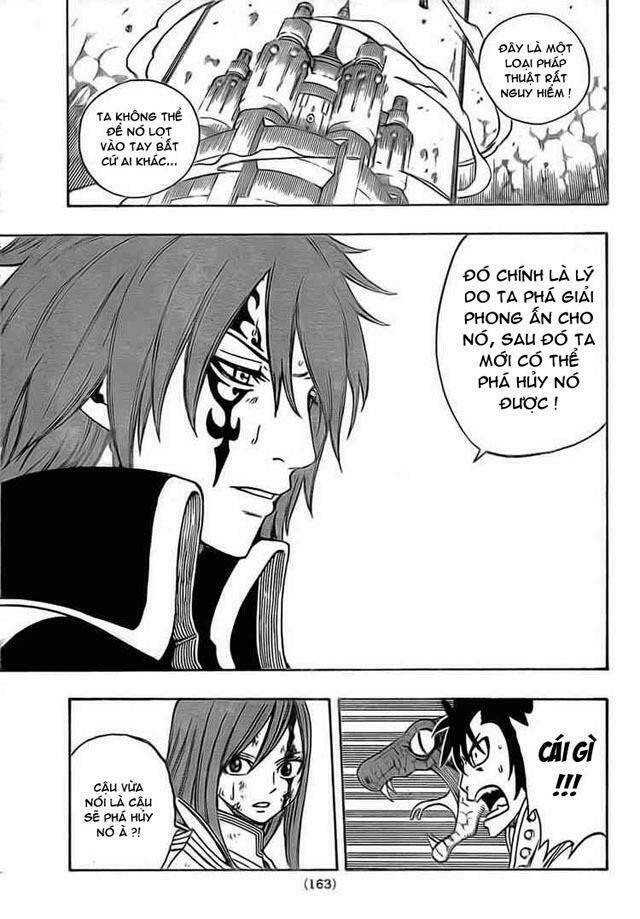 ĐÂY LÀ MỘT
LOẠI PHÁP
THUẬT RẤT
NGUY HIỂM !
TA KHÔNG THỂ
ĐỂ NÓ LỌT
VÀO TAY BẤT
CỨ AI KHÁC...
ĐÓ CHÍNH LÀ LÝ
DO TA PHÁ GIẢI
PHONG ẤN CHO
NÓ, SAU ĐÓ TA
MỚI CÓ THỂ
PHÁ HỦY NÓ
ĐƯỢC !
CÁI GÌ
!!!
CẬU VỪA
NÓI LÀ CẬU
SẼ PHÁ HỦY
NÓ À ?!
(163)